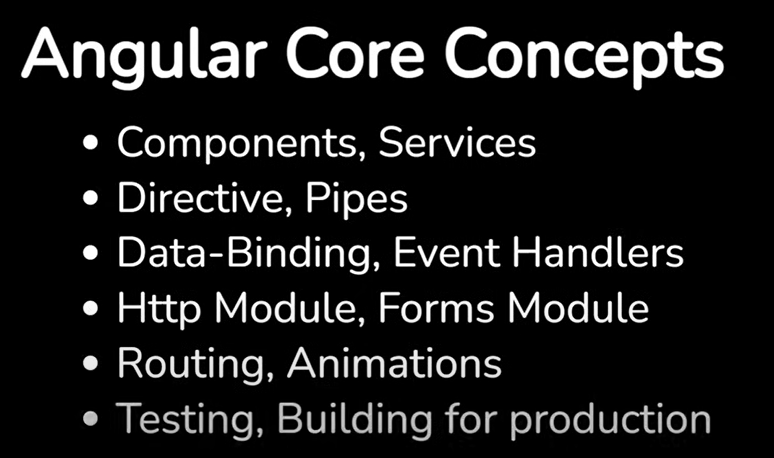 Angular Core Concepts
• Components, Services
• Directive, Pipes
• Data-Binding, Event Handlers
• Http Module, Forms Module
• Routing, Animations
• Testing, Building for production